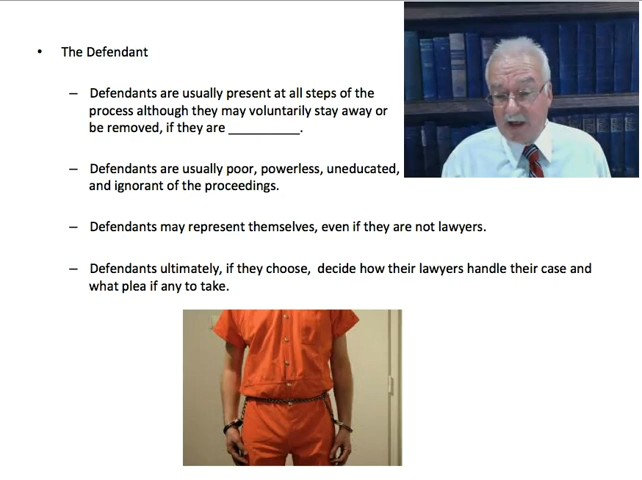 • The Defendant
– Defendants are usually present at all steps of the
process although they may voluntarily stay away or
be removed, if they are __________.
– Defendants are usually poor, powerless, uneducated,
and ignorant of the proceedings.
– Defendants may represent themselves, even if they are not lawyers.
– Defendants ultimately, if they choose, decide how their lawyers handle their case and
what plea if any to take.